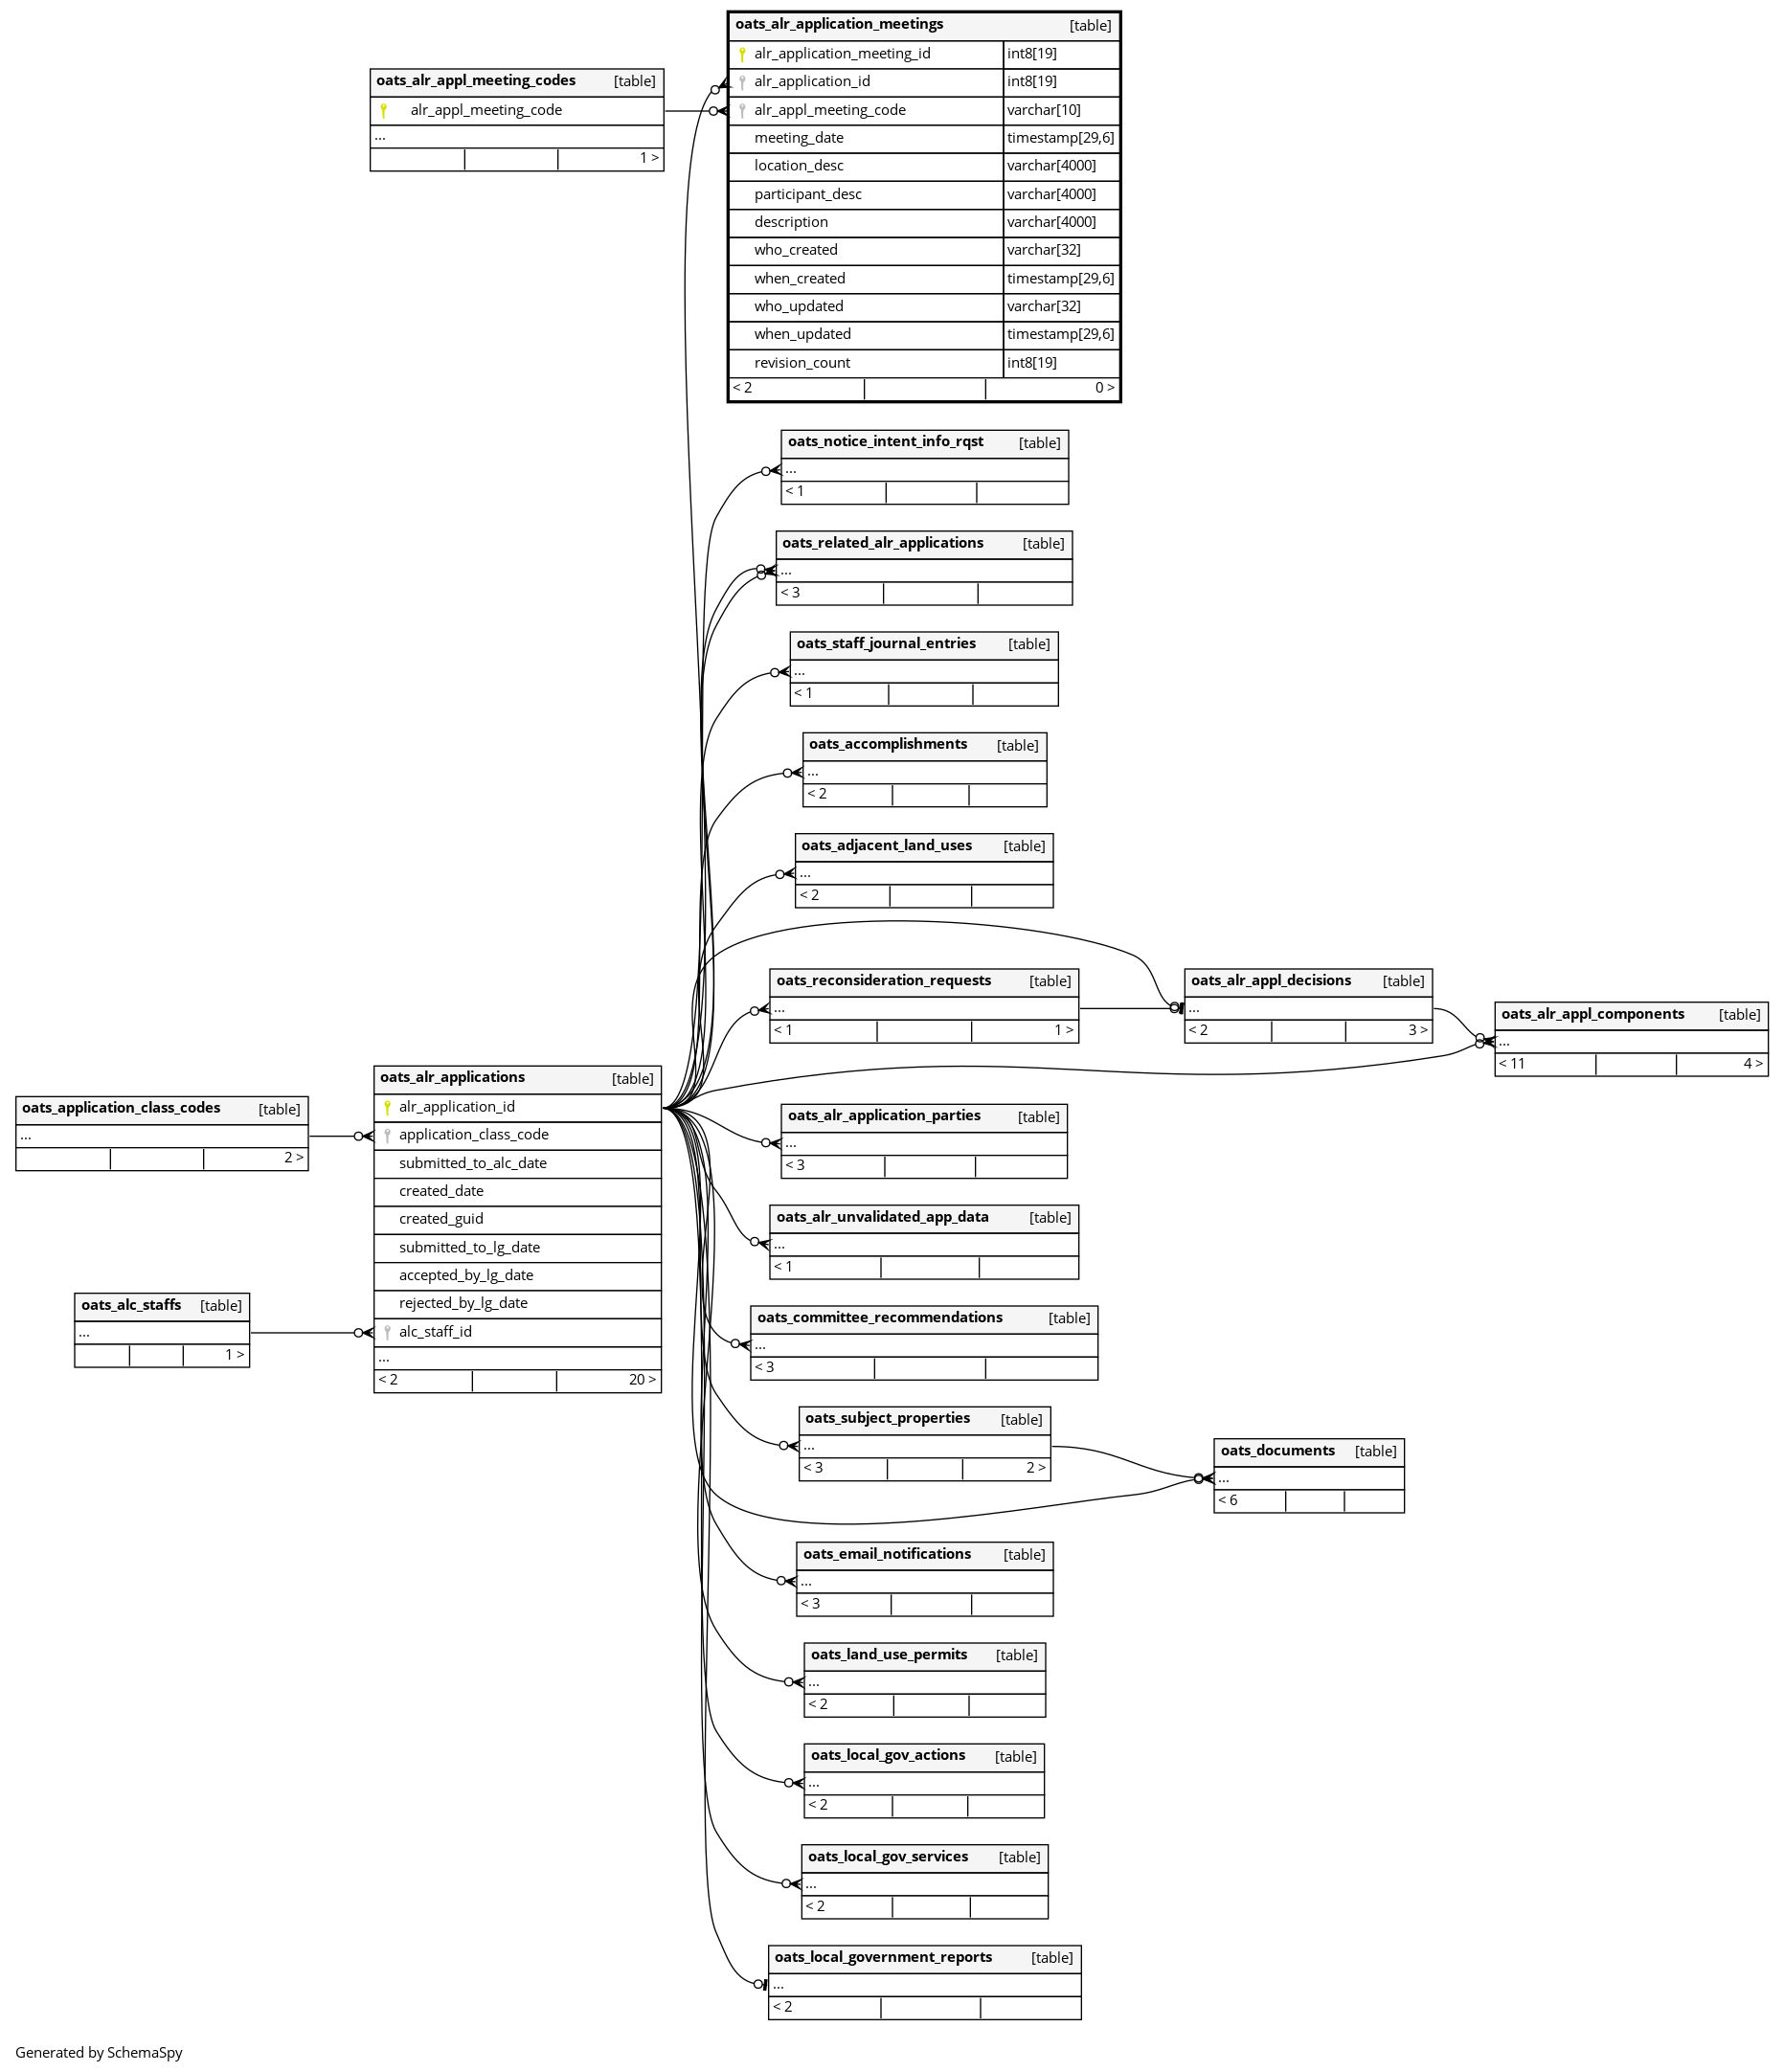 oats_alr_application_meetings [table]
alr_application_meeting_id int8[19]
alr_application_id int8[19]
alr_appl_meeting_code varchar[10]
meeting_date timestamp[29,6]
location_desc varchar[4000]
participant_desc varchar[4000]
description varchar[4000]
who_created varchar[32]
when_created timestamp[29,6]
who_updated varchar[32]
when_updated timestamp[29,6]
revision_count int8[19]
< 2 0 >
oats_alr_appl_meeting_codes [table]
alr_appl_meeting_code
...
1 >
oats_notice_intent_info_rqst [table]
...
< 1
oats_related_alr_applications [table]
...
< 3
oats_staff_journal_entries [table]
...
< 1
oats_accomplishments [table]
...
< 2
oats_adjacent_land_uses [table]
...
< 2
oats_reconsideration_requests [table]
...
< 1 1 >
oats_alr_appl_decisions [table]
...
< 2 3 >
oats_alr_appl_components [table]
...
< 11 4 >
oats_alr_applications [table]
alr_application_id
application_class_code
submitted_to_alc_date
created_date
created_guid
submitted_to_lg_date
accepted_by_lg_date
rejected_by_lg_date
alc_staff_id
...
< 2 20 >
oats_application_class_codes [table]
...
2 >
oats_alc_staffs [table]
...
1 >
oats_alr_application_parties [table]
...
< 3
oats_alr_unvalidated_app_data [table]
...
< 1
oats_committee_recommendations [table]
...
< 3
oats_subject_properties [table]
...
< 3 2 >
oats_documents [table]
...
< 6
oats_email_notifications [table]
...
< 3
oats_land_use_permits [table]
...
< 2
oats_local_gov_actions [table]
...
< 2
oats_local_gov_services [table]
...
< 2
oats_local_government_reports [table]
...
< 2
Generated by SchemaSpy